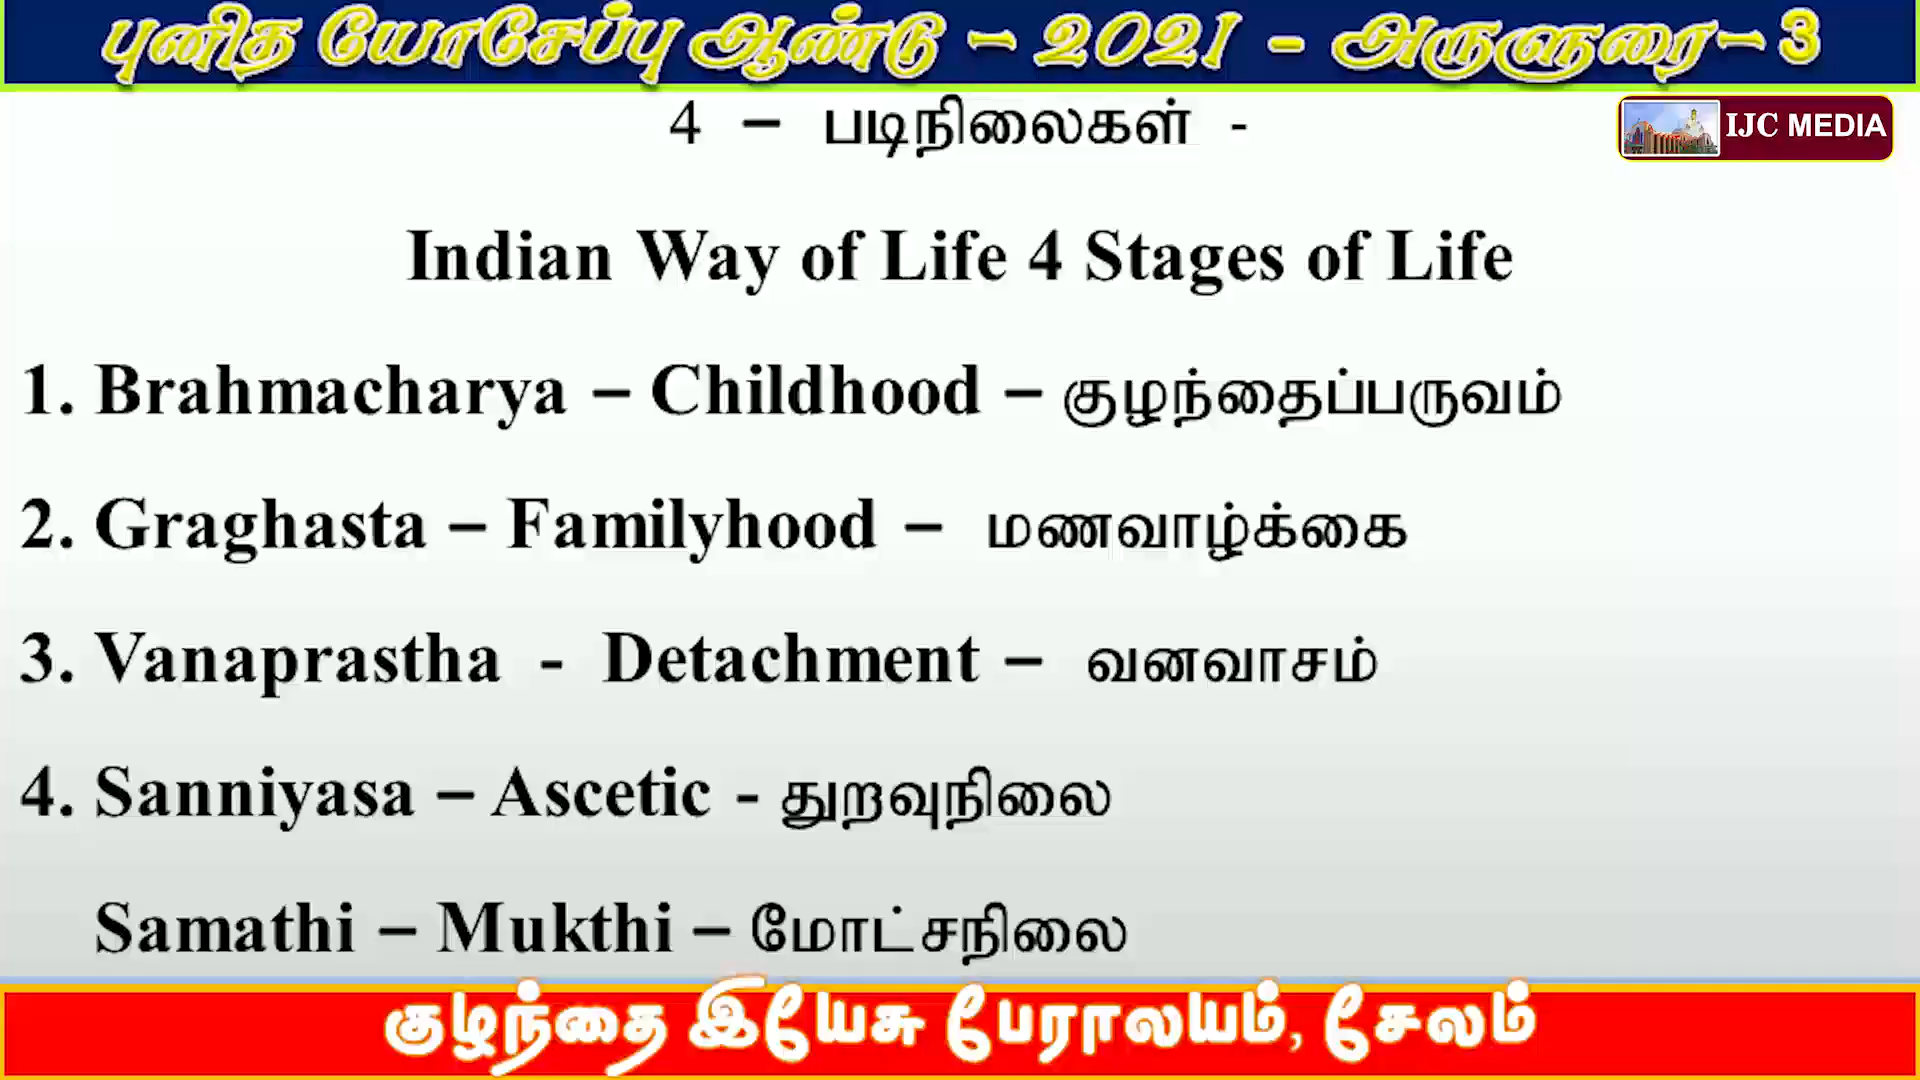 புனித யோசேப்பு ஆண்டு - 2021 - அருளுரை - 3
4 – படிநிலைகள் -
IJC MEDIA
Indian Way of Life 4 Stages of Life
1. Brahmacharya – Childhood – குழந்தைப்பருவம்
2. Graghasta – Familyhood – மணவாழ்க்கை
3. Vanaprastha - Detachment – வனவாசம்
4. Sanniyasa – Ascetic - துறவுநிலை
Samathi – Mukthi – மோட்சநிலை
குழந்தை இயேசு பேராலயம், சேலம்